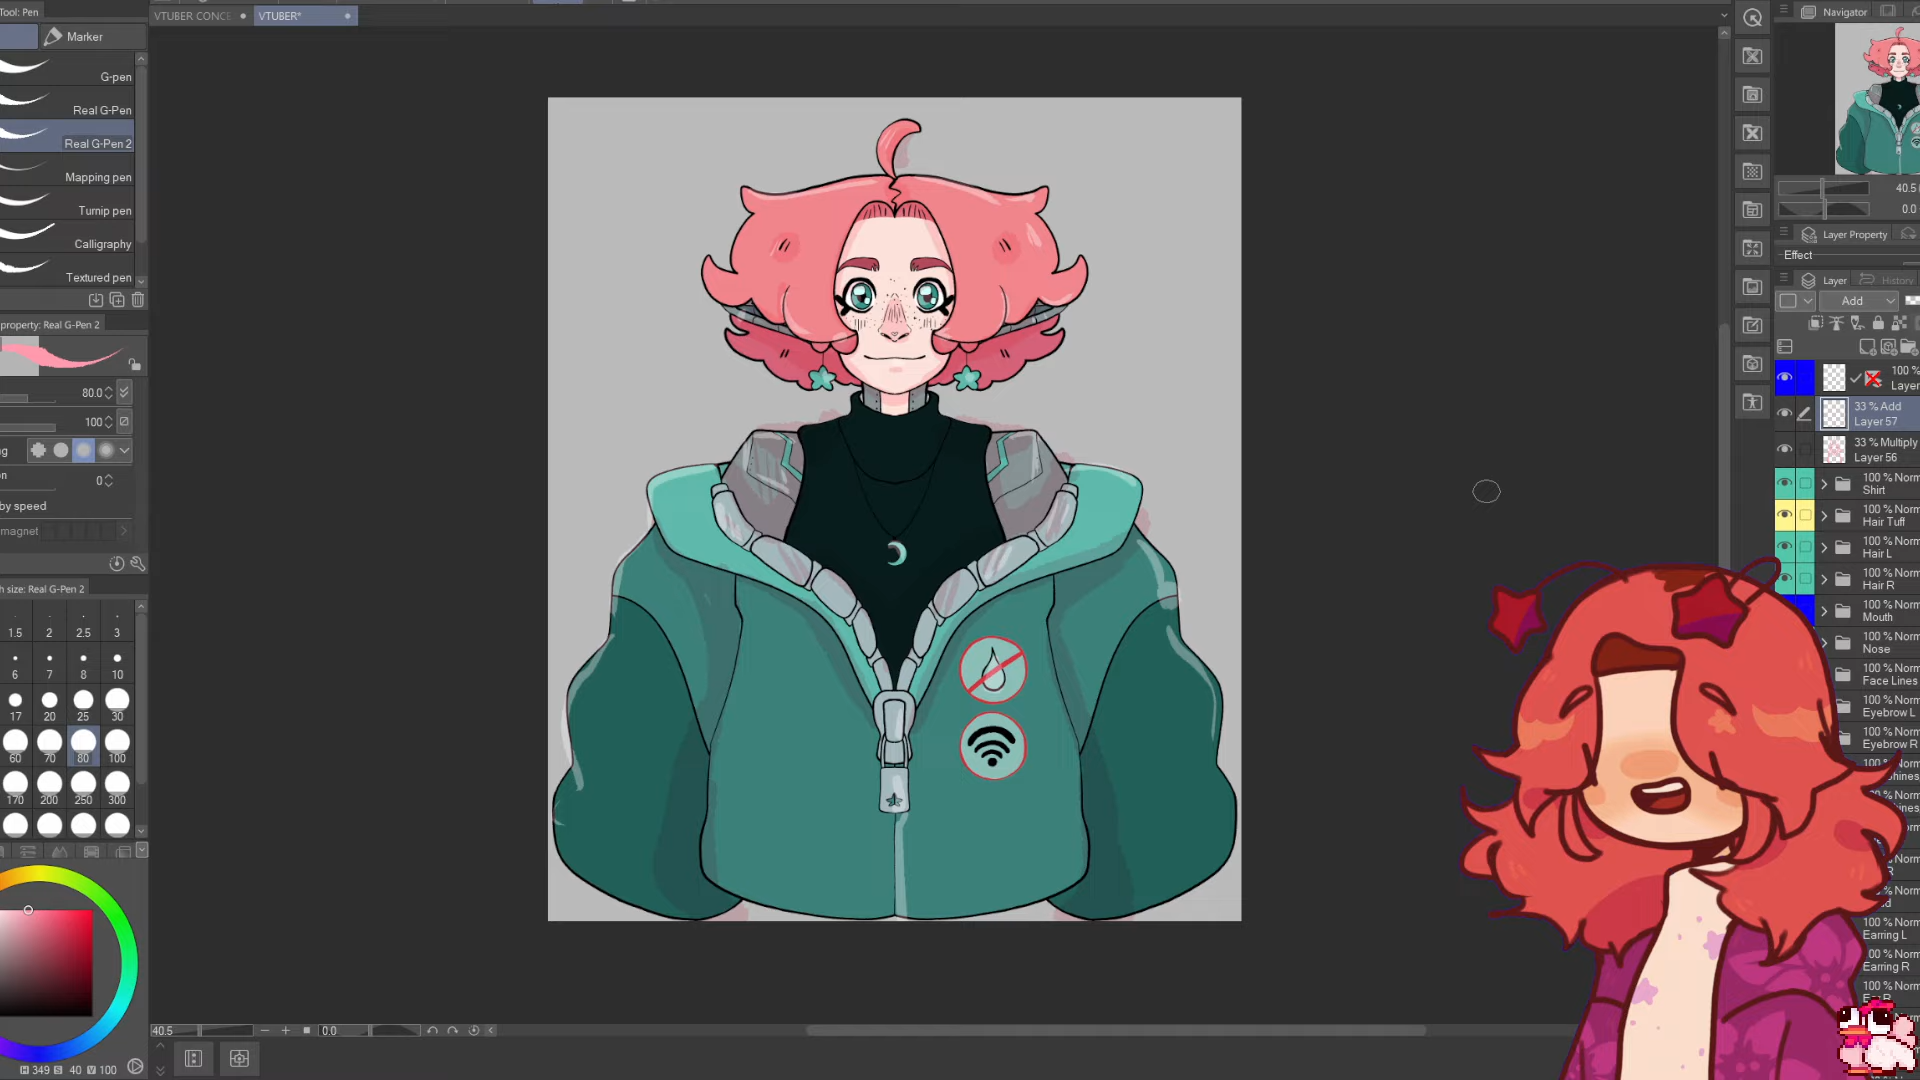 Tool: Pen
VTUBER CONCE
VTUBER*
Navigator
Marker
G-pen
Real G-Pen
Real G-Pen 2
Mapping pen
Turnip pen
Calligraphy
Textured pen
40.5
0.0
Layer Property
Effect
Layer
History
Add
property: Real G-Pen 2
80.0
100
0
by speed
magnet
100 %
Layer
33 % Add
Layer 57
33 % Multiply
Layer 56
100 % Norm
Shirt
100 % Norm
Hair Tuff
100 % Norm
Hair L
100 % Norm
Hair R
100 % Norm
Mouth
100 % Norm
Nose
100 % Norm
Face Lines
100 % Norm
Eyebrow L
100 % Norm
Eyebrow R
100 % Norm
100 % Norm
Earring L
100 % Norm
Earring R
100 % Norm
h size: Real G-Pen 2
1.5 2 2.5 3
6 7 8 10
17 20 25 30
60 70 80 100
170 200 250 300
40.5
0.0
H 349 S 40 V 100